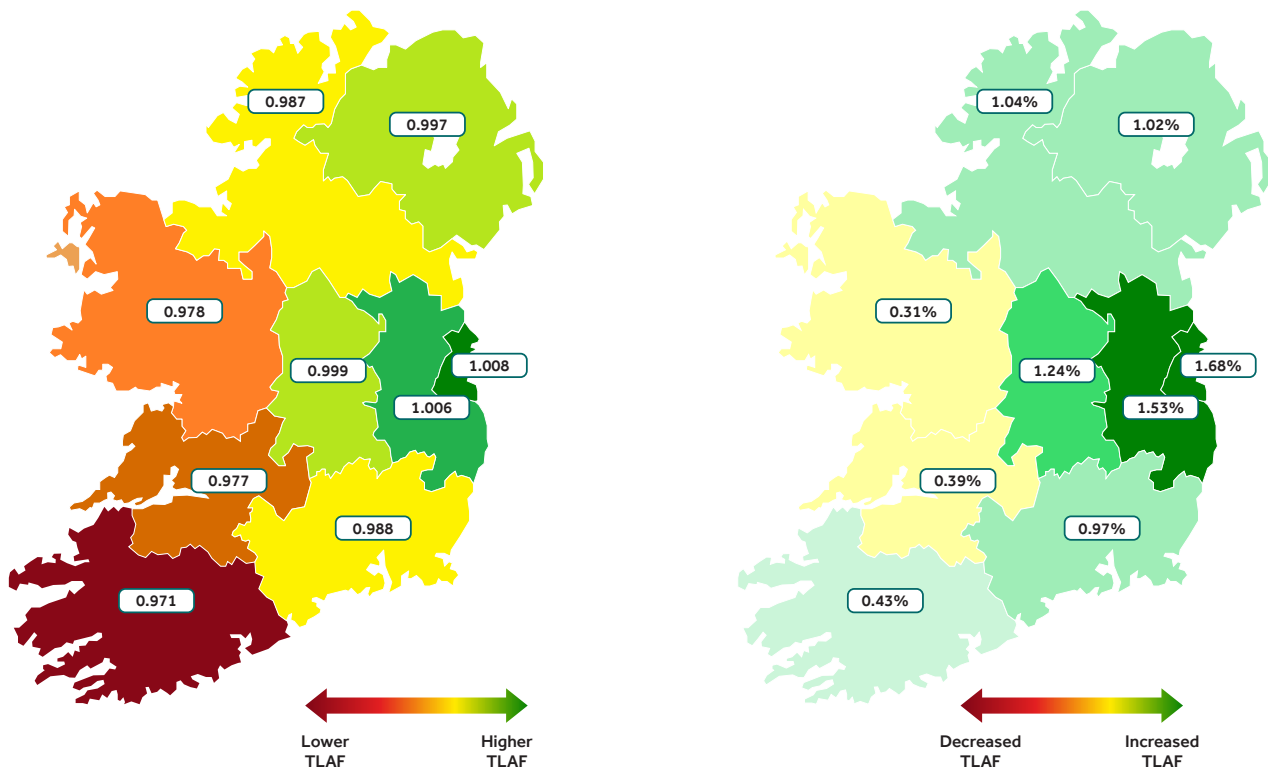 0.987
0.997
0.978
0.999
1.008
1.006
0.977
0.988
0.971
Lower
TLAF
Higher
TLAF
1.04%
1.02%
0.31%
1.24%
1.68%
1.53%
0.39%
0.97%
0.43%
Decreased
TLAF
Increased
TLAF